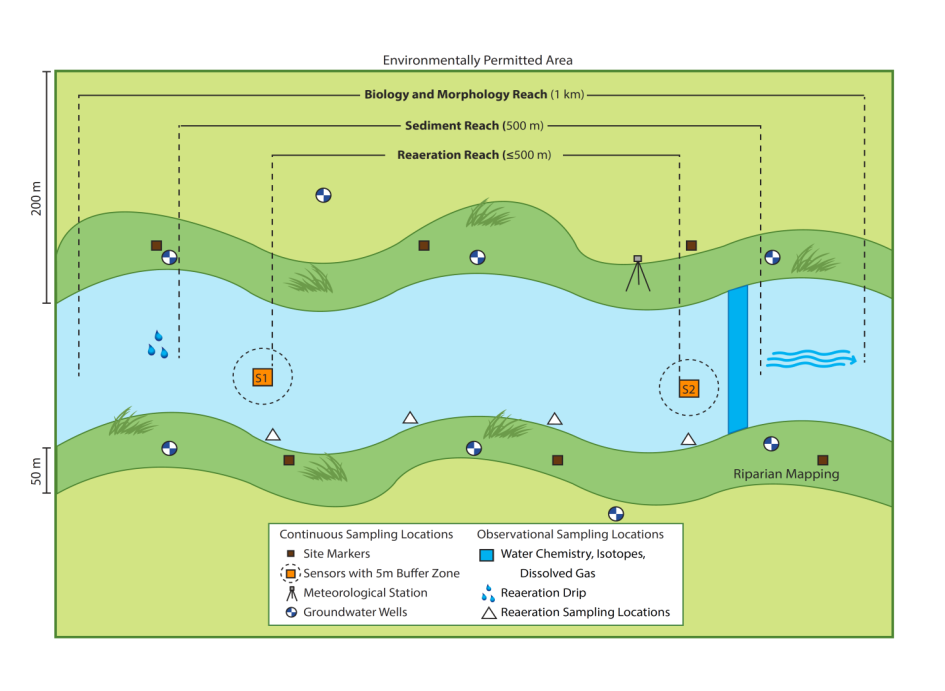 Environmentally Permitted Area
Biology and Morphology Reach (1 km)
Sediment Reach (500 m)
Reaeration Reach (≤500 m)
200 m
S1
S2
50 m
Riparian Mapping
Continuous Sampling Locations
Site Markers
Sensors with 5m Buffer Zone
Meteorological Station
Groundwater Wells
Observational Sampling Locations
Water Chemistry, Isotopes,
Dissolved Gas
Reaeration Drip
Reaeration Sampling Locations